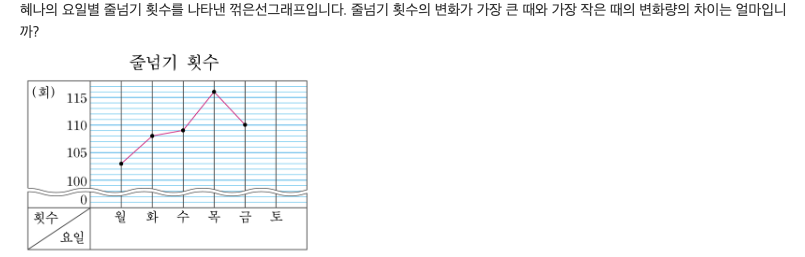 혜나의 요일별 줄넘기 횟수를 나타낸 꺾은선그래프입니다. 줄넘기 횟수의 변화가 가장 큰 때와 가장 작은 때의 변화량의 차이는 얼마입니
까?
줄넘기 횟수
(회)
115
110
105
100
0
횟수
요일
월 화 수 목 금 토